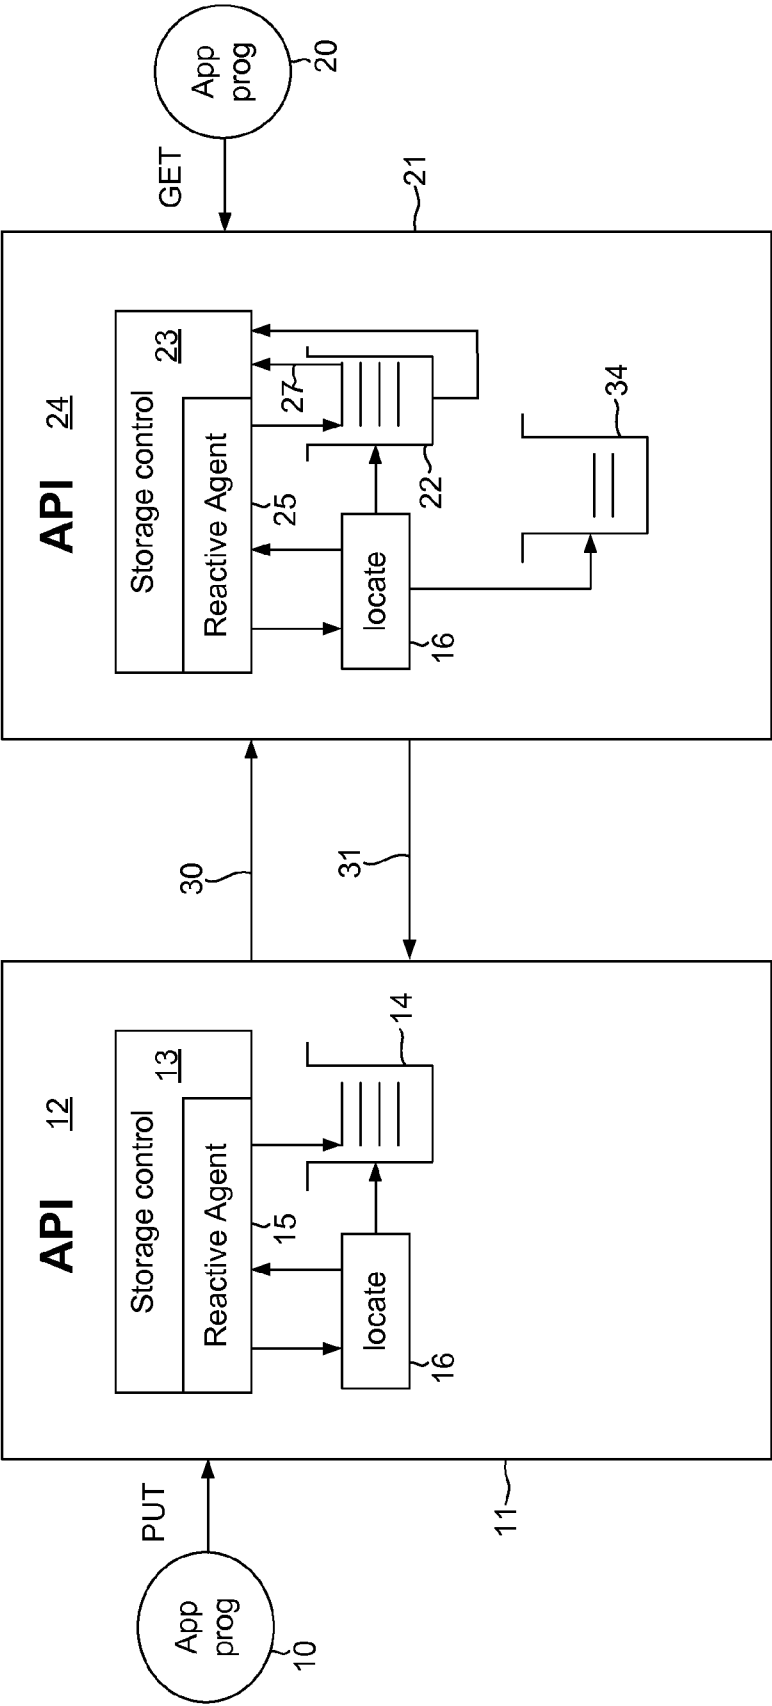 App
prog
10
PUT
11
API
12
Storage control
13
Reactive Agent
15
locate
16
14
30
31
API
24
Storage control
23
Reactive Agent
25
27
22
locate
16
34
21
GET
App
prog
20